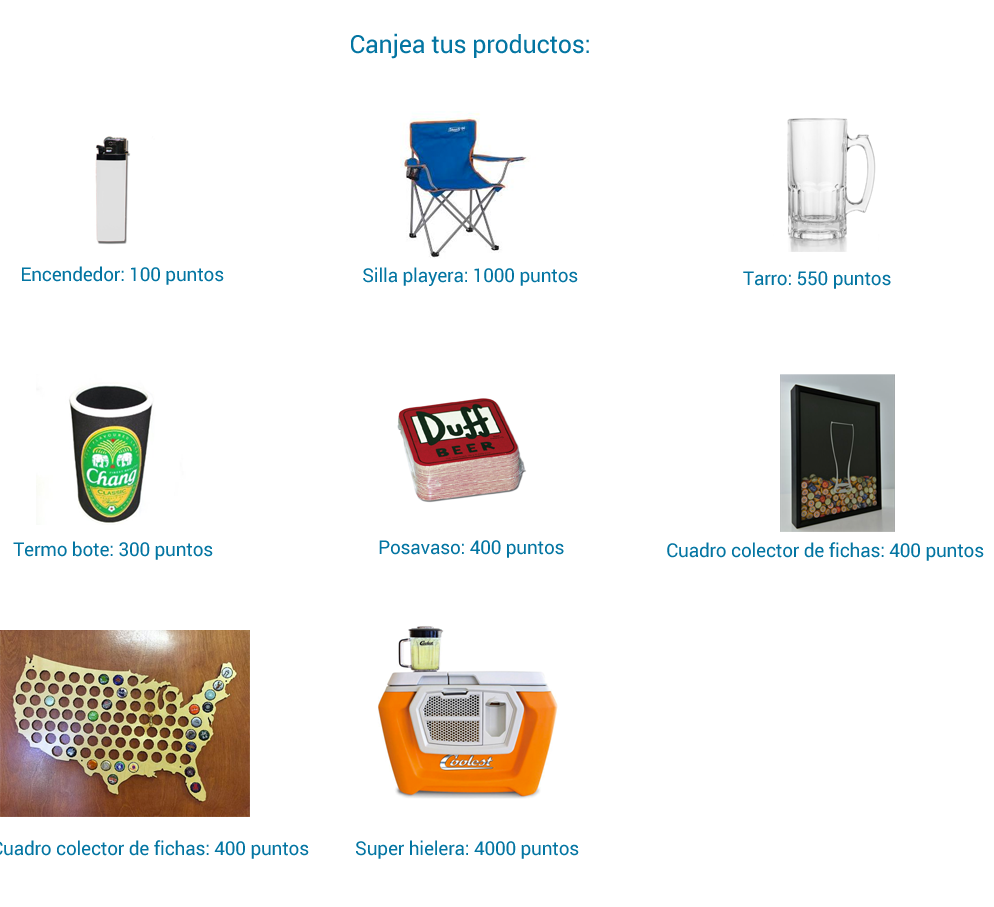 Canjea tus productos:
Encendedor: 100 puntos
Silla playera: 1000 puntos
Tarro: 550 puntos
Chang
CLASSIC
Duff
BEER
Termo bote: 300 puntos
Posavaso: 400 puntos
Cuadro colector de fichas: 400 puntos
Coolest
Cuadro colector de fichas: 400 puntos
Super hielera: 4000 puntos